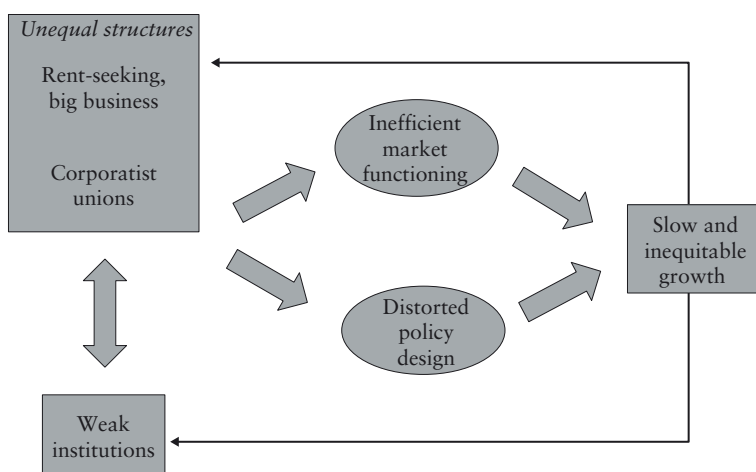 Unequal structures
Rent-seeking,
big business
Corporatist
unions
Inefficient
market
functioning
Slow and
inequitable
growth
Distorted
policy
design
Weak
institutions